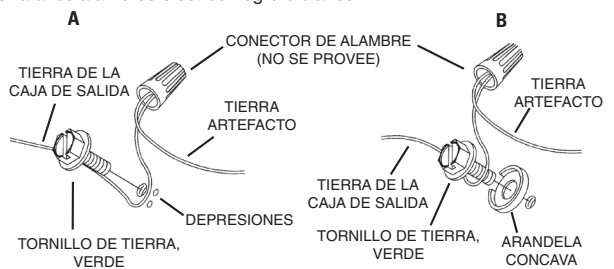 A
B
CONECTOR DE ALAMBRE
(NO SE PROVEE)
TIERRA DE LA
CAJA DE SALIDA
TIERRA
ARTEFACTO
TIERRA
ARTEFACTO
DEPRESIONES
TIERRA DE LA
CAJA DE SALIDA
TORNILLO DE TIERRA,
VERDE
TORNILLO DE TIERRA,
VERDE
ARANDELA
CONCAVA